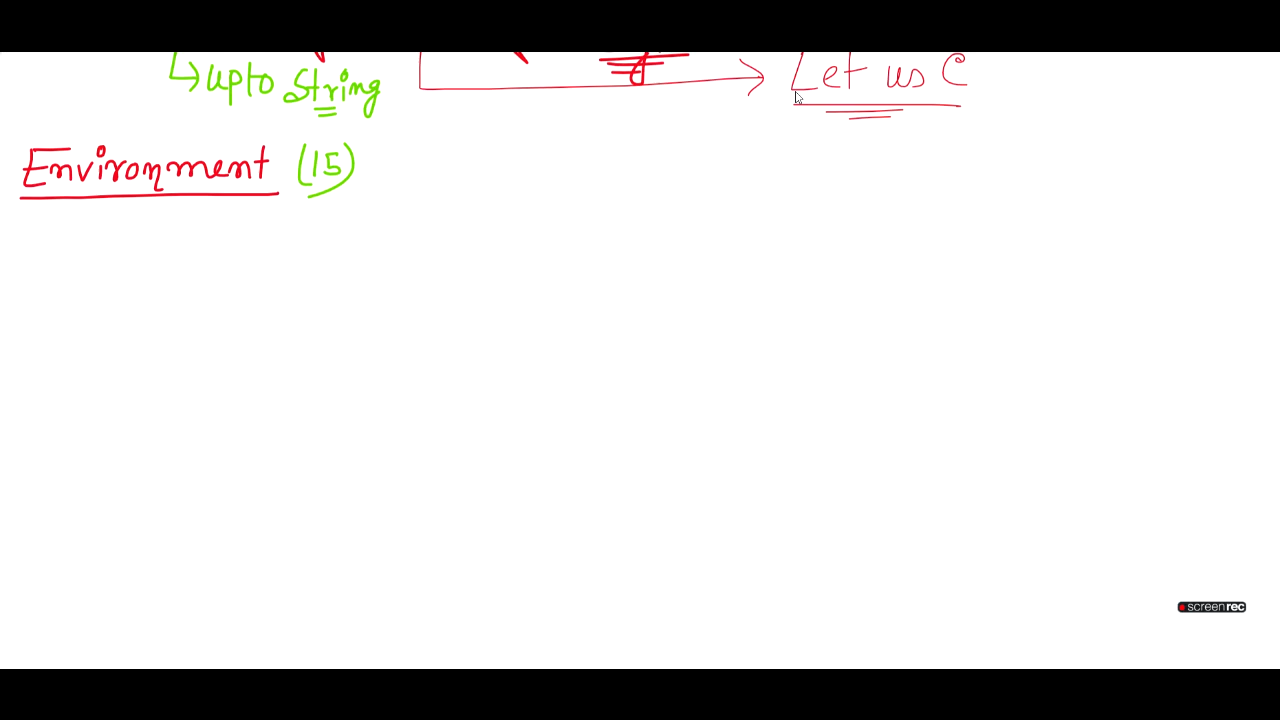 ↳ upto String
Let us C
Environment (15)
screenrec